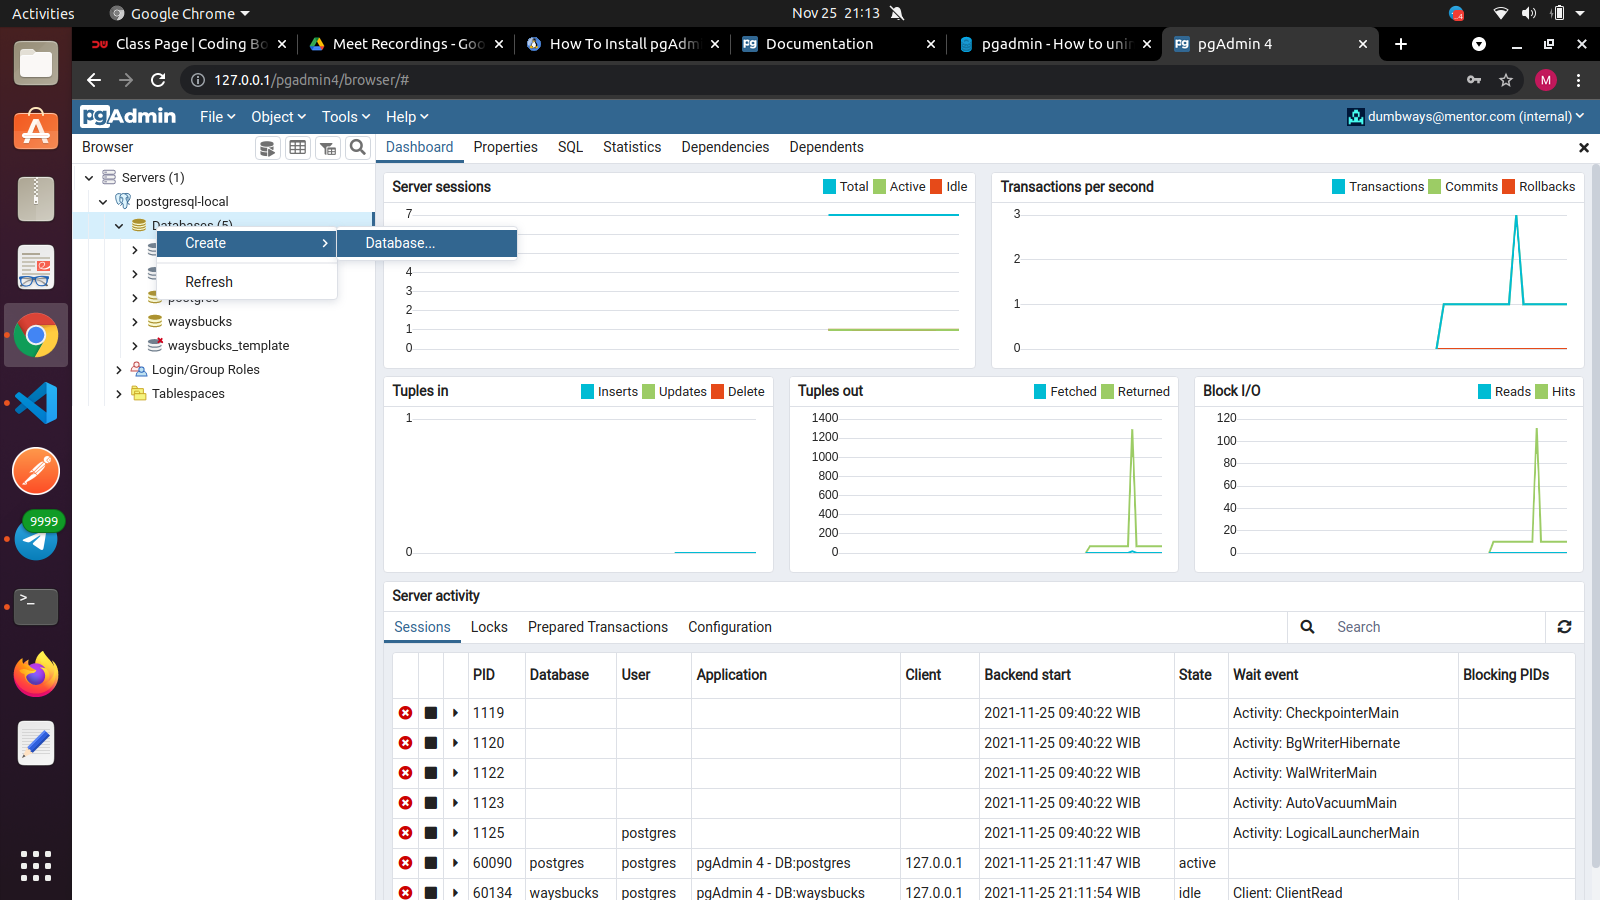 Activities
Google Chrome
Nov 25 21:13
4
Class Page | Coding Bo
Meet Recordings - Goo
How To Install pgAdm
Documentation
pgadmin - How to unin
pgAdmin 4
127.0.0.1/pgadmin4/browser/#
M
pgAdmin
File
Object
Tools
Help
dumbways@mentor.com (internal)
Browser
Dashboard
Properties
SQL
Statistics
Dependencies
Dependents
Servers (1)
postgresql-local
Databases (5)
Create
Database...
Refresh
postgres
waysbucks
waysbucks_template
Login/Group Roles
Tablespaces
Server sessions
Total
Active
Idle
7
4
3
2
1
0
Transactions per second
Transactions
Commits
Rollbacks
3
2
1
0
Tuples in
Inserts
Updates
Delete
1
0
Tuples out
Fetched
Returned
1400
1200
1000
800
600
400
200
0
Block I/O
Reads
Hits
120
100
80
60
40
20
0
9999
Server activity
Sessions
Locks
Prepared Transactions
Configuration
Search
PID Database User Application Client Backend start State Wait event Blocking PIDs
1119 2021-11-25 09:40:22 WIB Activity: CheckpointerMain
1120 2021-11-25 09:40:22 WIB Activity: BgWriterHibernate
1122 2021-11-25 09:40:22 WIB Activity: WalWriterMain
1123 2021-11-25 09:40:22 WIB Activity: AutoVacuumMain
1125 postgres 2021-11-25 09:40:22 WIB Activity: LogicalLauncherMain
60090 postgres postgres pgAdmin 4 - DB:postgres 127.0.0.1 2021-11-25 21:11:47 WIB active
60134 waysbucks postgres pgAdmin 4 - DB:waysbucks 127.0.0.1 2021-11-25 21:11:54 WIB idle Client: ClientRead